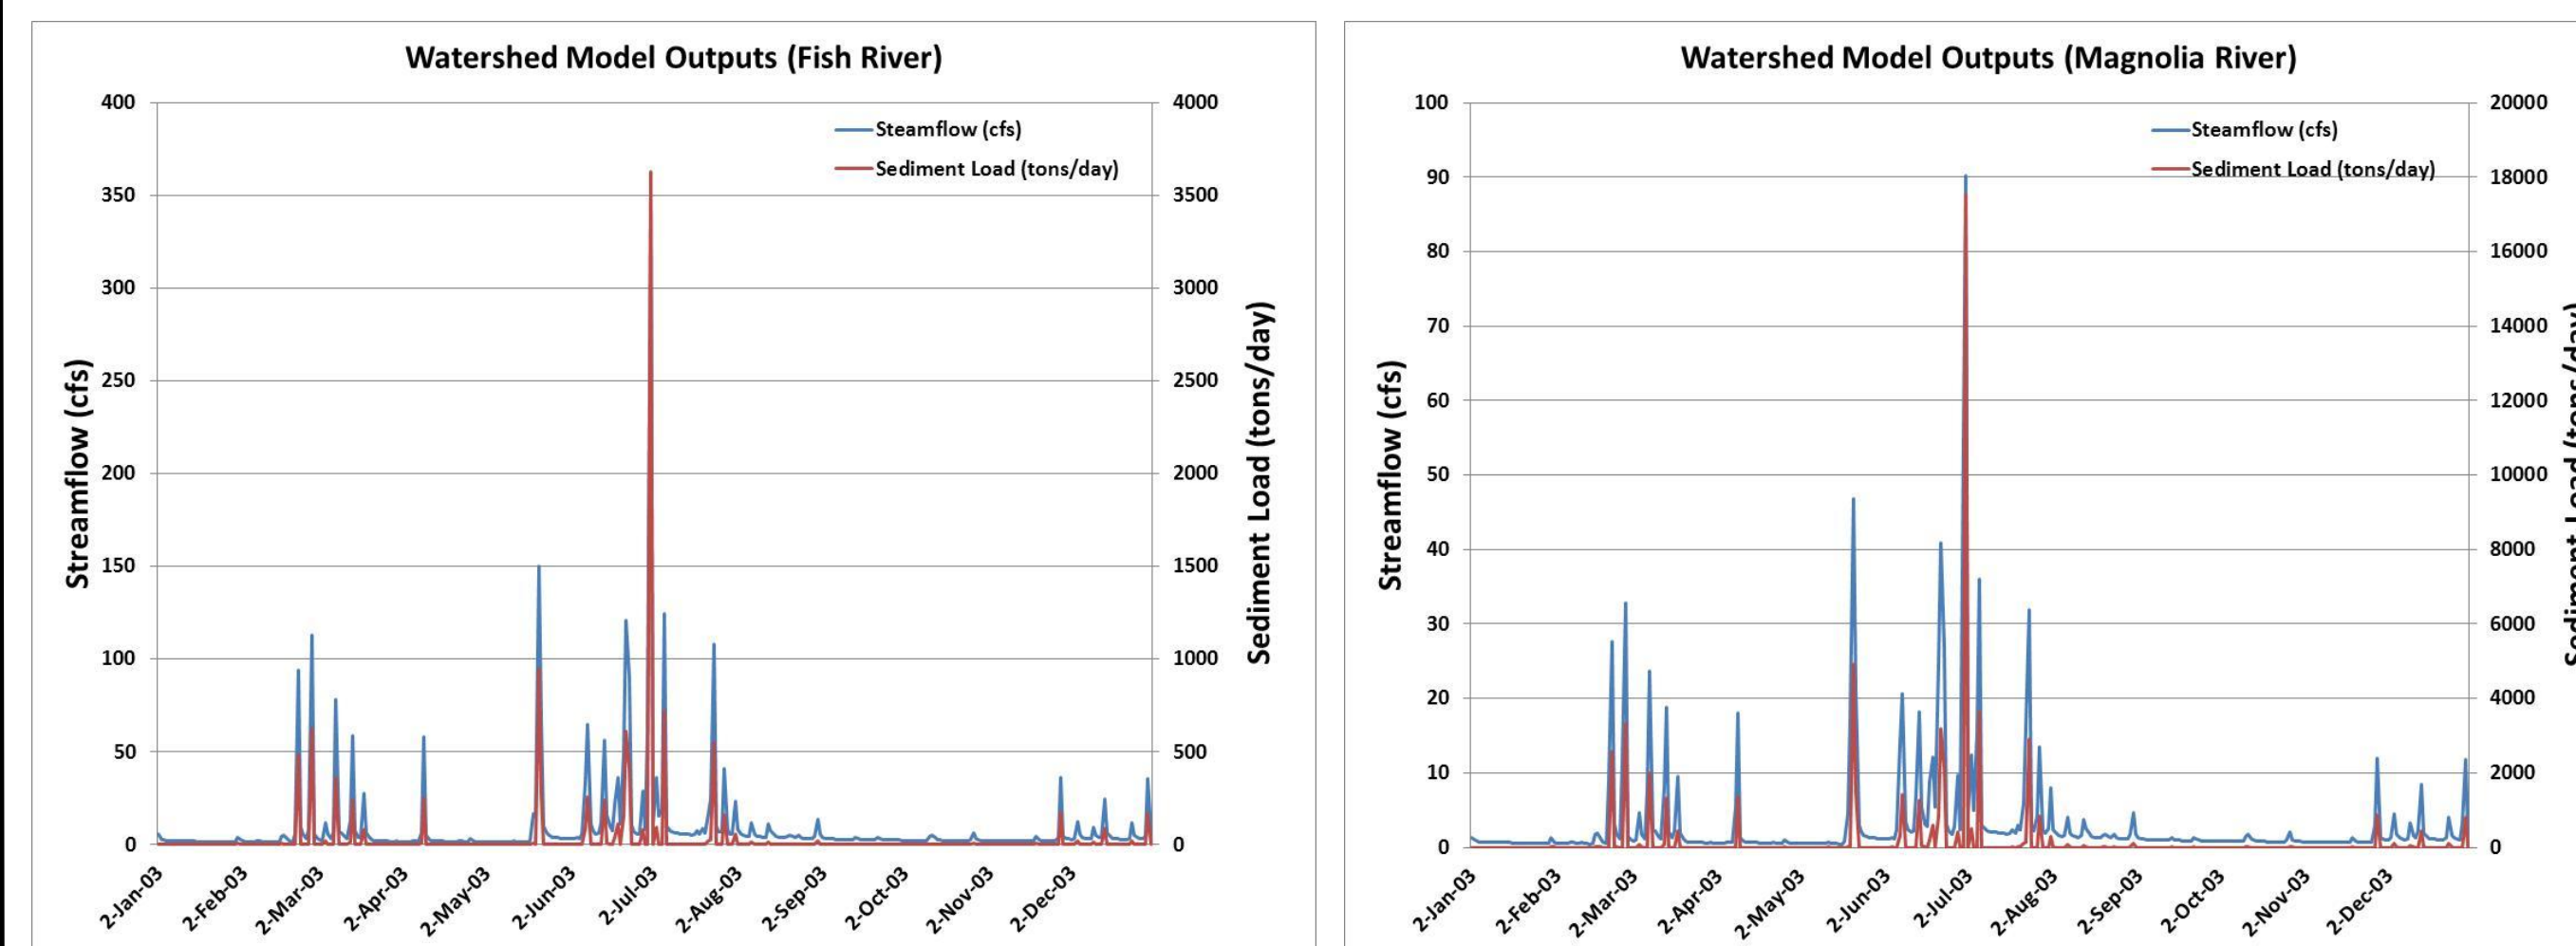 Watershed Model Outputs (Fish River)
Steamflow (cfs)
Sediment Load (tons/day)
400
350
300
250
200
150
100
50
0
4000
3500
3000
2500
2000
1500
1000
500
0
Streamflow (cfs)
Sediment Load (tons/day)
2-Jan-03
2-Feb-03
2-Mar-03
2-Apr-03
2-May-03
2-Jun-03
2-Jul-03
2-Aug-03
2-Sep-03
2-Oct-03
2-Nov-03
2-Dec-03
Watershed Model Outputs (Magnolia River)
Steamflow (cfs)
Sediment Load (tons/day)
100
90
80
70
60
50
40
30
20
10
0
20000
18000
16000
14000
12000
10000
8000
6000
4000
2000
0
Streamflow (cfs)
Sediment Load (tons/day)
2-Jan-03
2-Feb-03
2-Mar-03
2-Apr-03
2-May-03
2-Jun-03
2-Jul-03
2-Aug-03
2-Sep-03
2-Oct-03
2-Nov-03
2-Dec-03